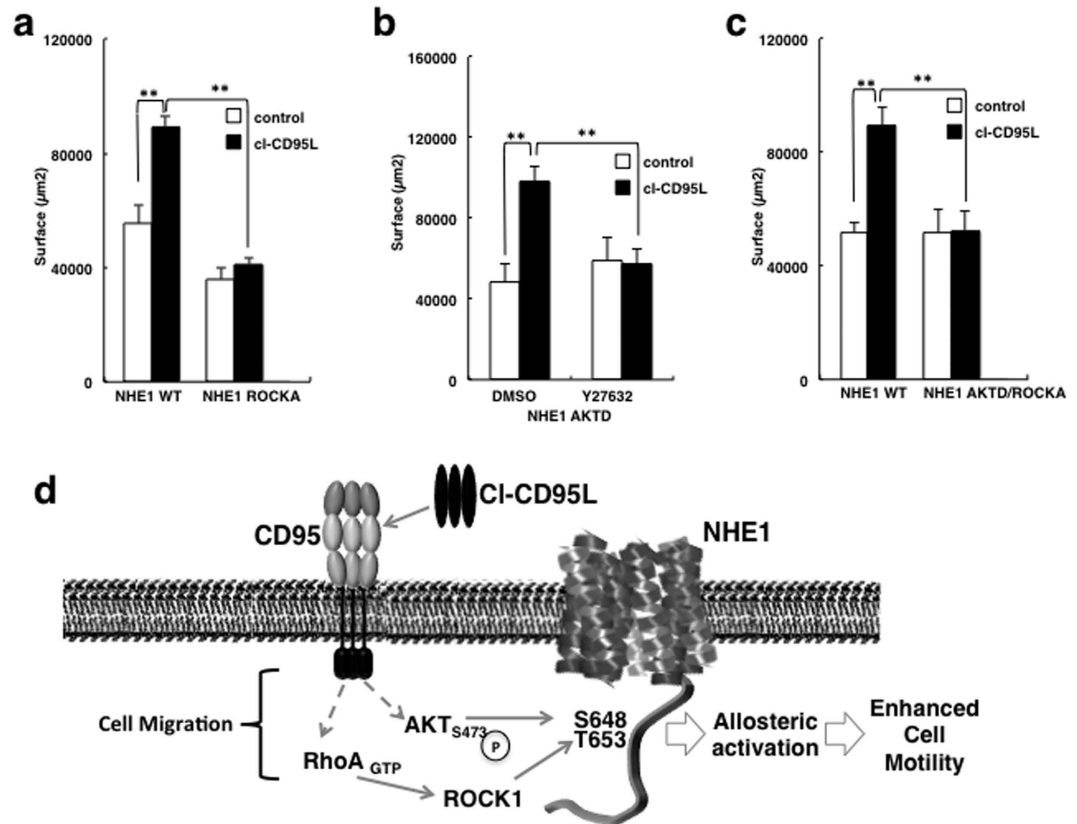 a
120000
80000
40000
0
Surface (µm2)
**
**
control
cl-CD95L
NHE1 WT
NHE1 ROCKA
b
160000
120000
80000
40000
0
Surface (µm2)
**
**
control
cl-CD95L
DMSO
Y27632
NHE1 AKTD
c
120000
80000
40000
0
Surface (µm2)
**
**
control
cl-CD95L
NHE1 WT
NHE1 AKTD/ROCKA
d
Cl-CD95L
CD95
NHE1
Cell Migration
AKT S473
P
RhoA GTP
ROCK1
S648
T653
Allosteric
activation
Enhanced
Cell
Motility